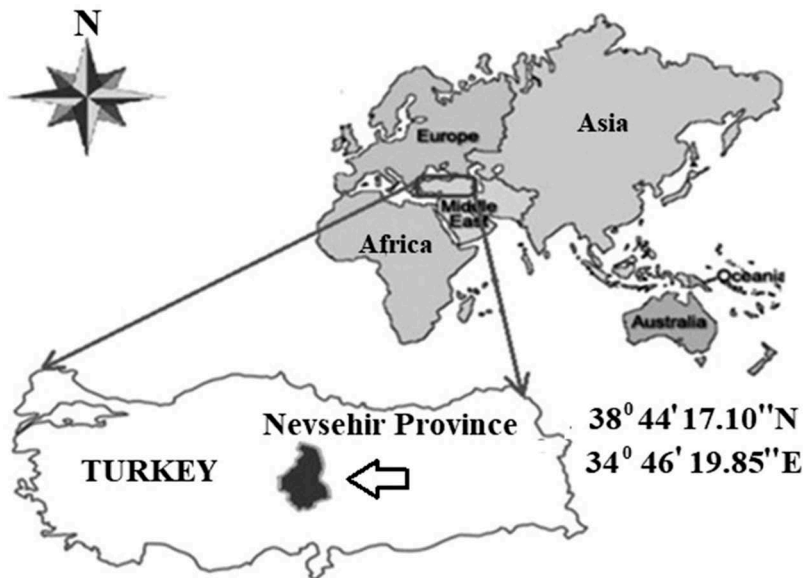 N
Europe
Asia
Middle
East
Africa
Oceania
Australia
Nevsehir Province
TURKEY
38⁰ 44' 17.10"N
34⁰ 46' 19.85"E